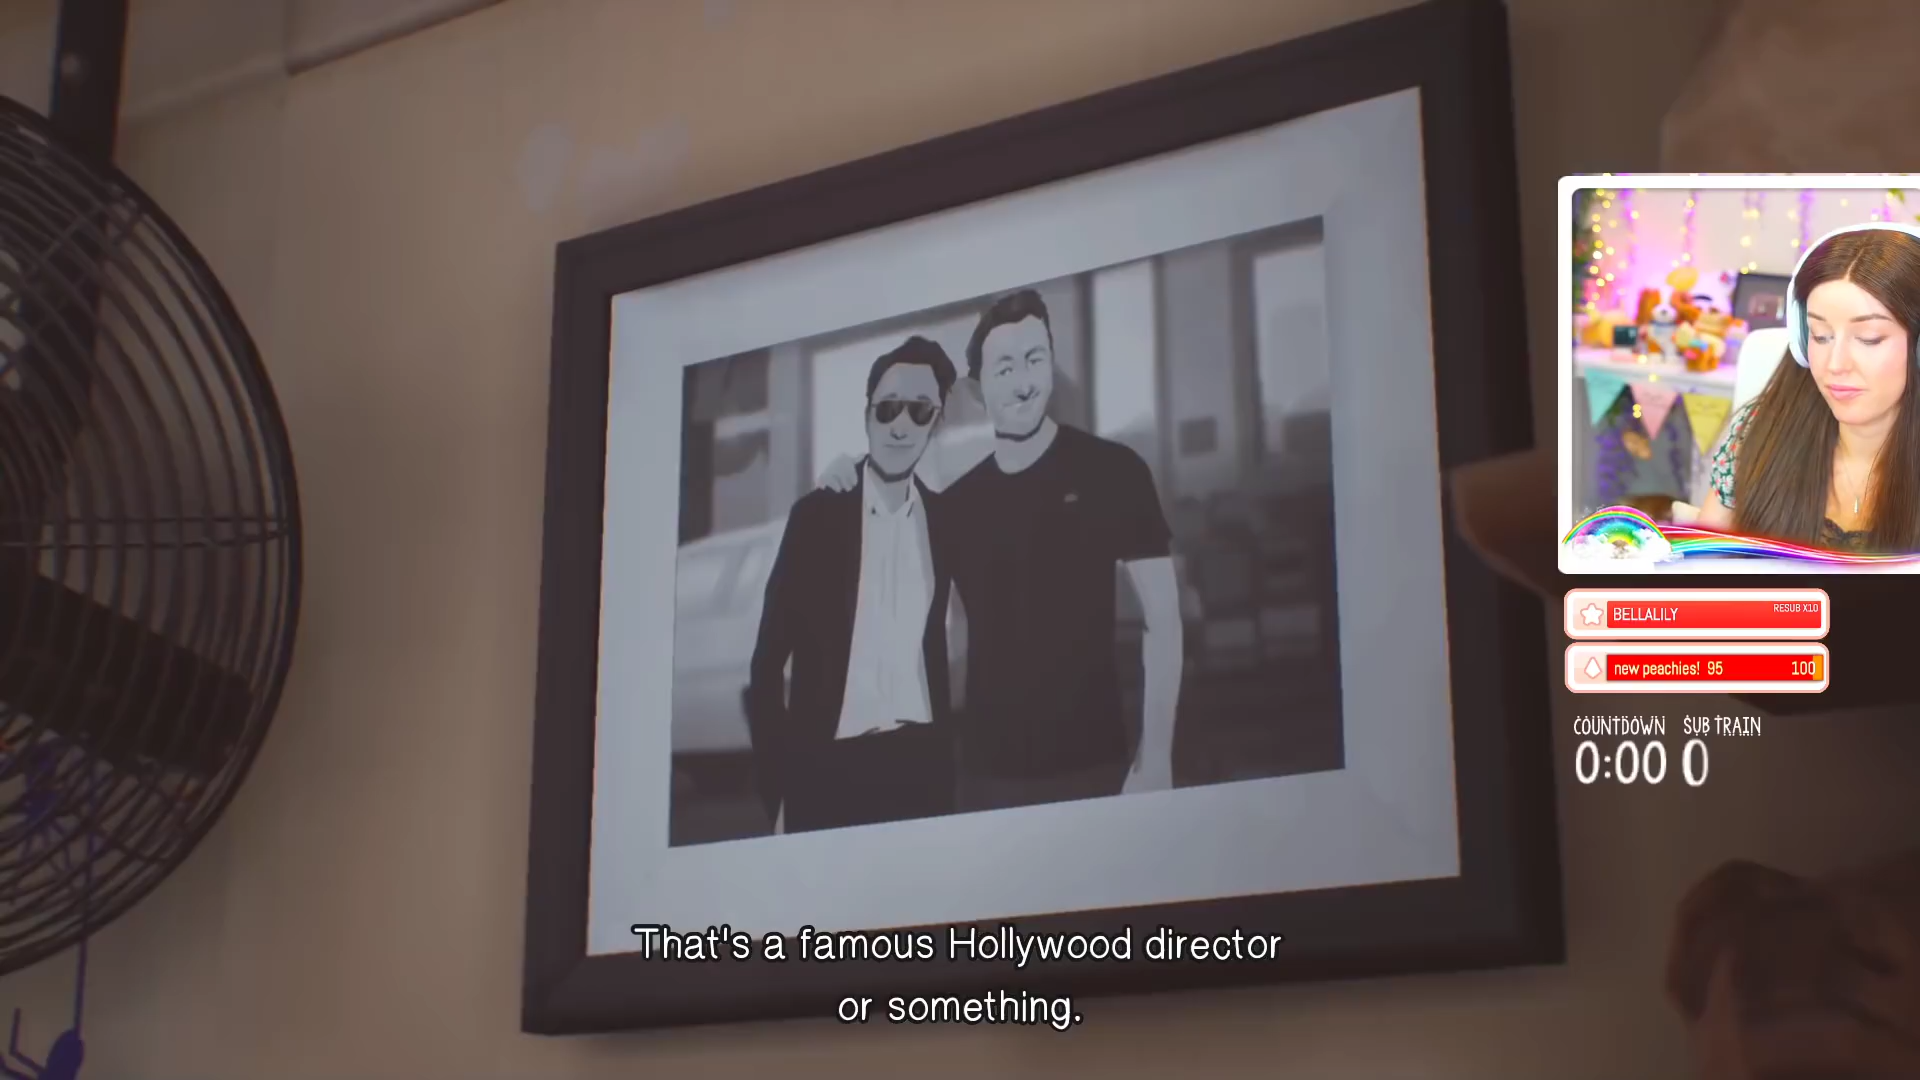 BELLALILY RESUB X10
new peachies! 95 100
COUNTDOWN SUB TRAIN
0:00 0
That's a famous Hollywood director
or something.